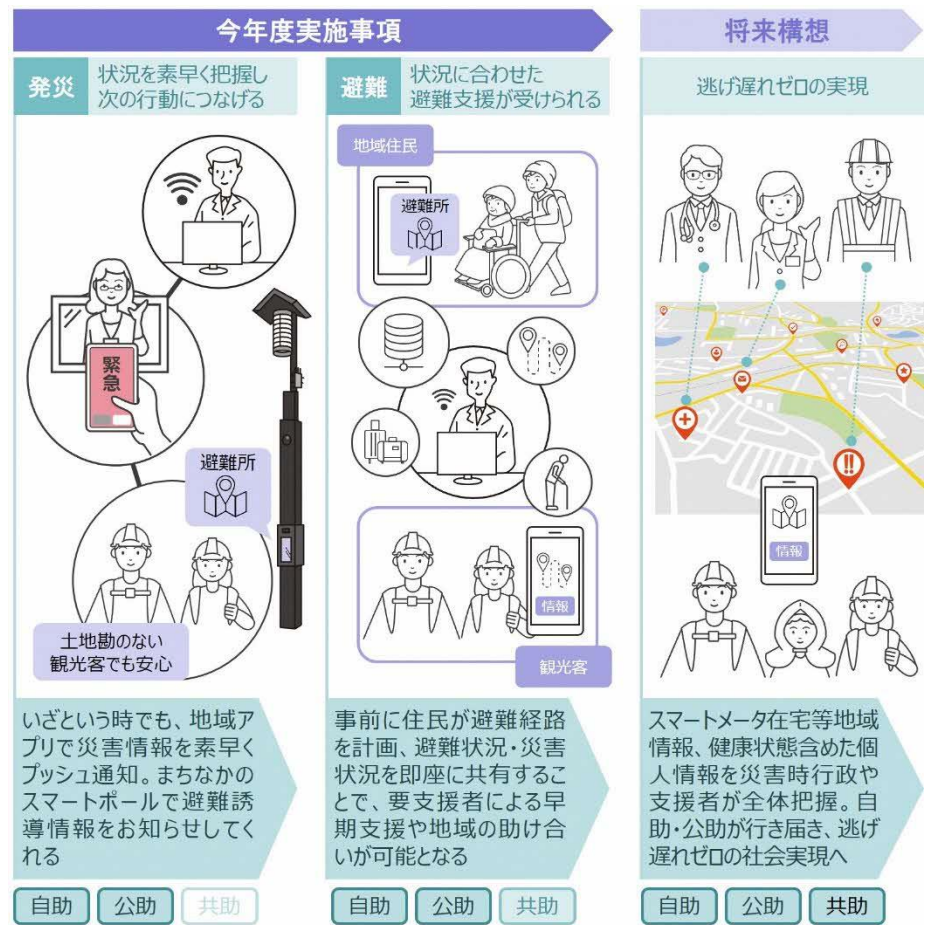 今年度実施事項
将来構想
発災
状況を素早く把握し
次の行動につなげる
避難
状況に合わせた
避難支援が受けられる
逃げ遅れゼロの実現
緊急
避難所
土地勘のない
観光客でも安心
地域住民
避難所
情報
観光客
情報
いざという時でも、地域ア
プリで災害情報を素早く
プッシュ通知。まちなかの
スマートポールで避難誘
導情報をお知らせしてく
れる
事前に住民が避難経路
を計画、避難状況・災害
状況を即座に共有するこ
とで、要支援者による早
期支援や地域の助け合
いが可能となる
スマートメータ在宅等地域
情報、健康状態含めた個
人情報を災害時行政や
支援者が全体把握。自
助・公助が行き届き、逃げ
遅れゼロの社会実現へ
自助 公助 共助
自助 公助 共助
自助 公助 共助